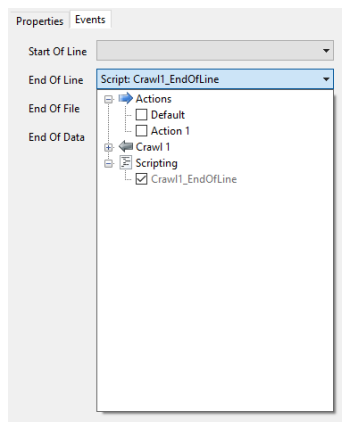 Properties Events
Start Of Line
End Of Line Script: Crawl1_EndOfLine
Actions
End Of File Default
Action 1
End Of Data Crawl 1
Scripting
Crawl1_EndOfLine